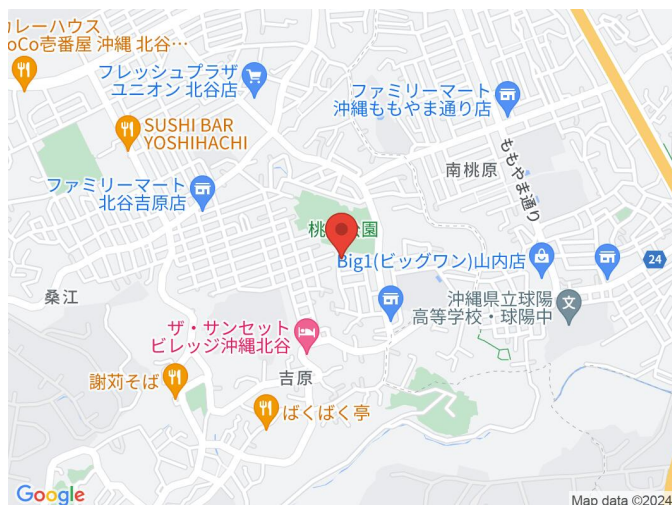 カレーハウス
CoCo壱番屋 沖縄 北谷…
フレッシュプラザ
ユニオン 北谷店
ファミリーマート
沖縄ももやま通り店
SUSHI BAR
YOSHIHACHI
南桃原
ももやま通り
ファミリーマート
北谷吉原店
公園
Big1(ビッグワン)山内店
24
桑江
沖縄県立球陽
高等学校・球陽中
文
ザ・サンセット
ビレッジ沖縄北谷
謝苅そば
吉原
ぱくぱく亭
Google
Map data ©2024